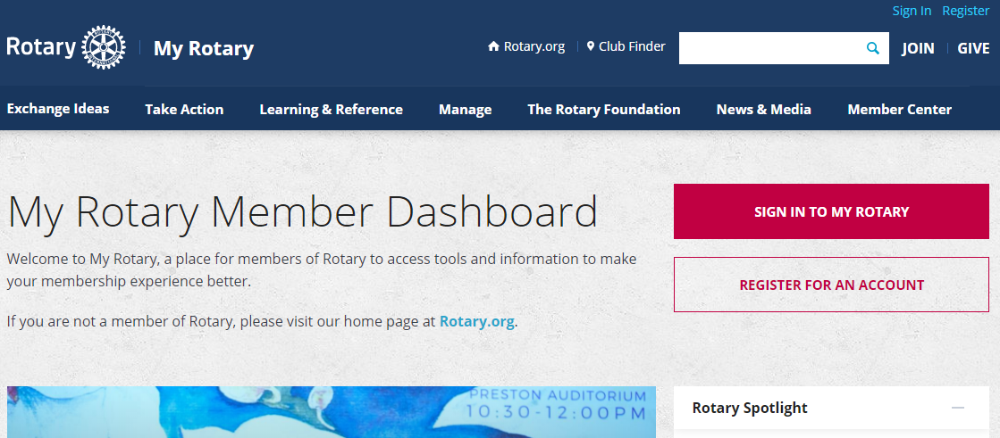 Sign In Register
Rotary
My Rotary
Rotary.org
Club Finder
JOIN
GIVE
Exchange Ideas
Take Action
Learning & Reference
Manage
The Rotary Foundation
News & Media
Member Center
My Rotary Member Dashboard
Welcome to My Rotary, a place for members of Rotary to access tools and information to make
your membership experience better.
If you are not a member of Rotary, please visit our home page at Rotary.org.
SIGN IN TO MY ROTARY
REGISTER FOR AN ACCOUNT
PRESTON AUDITORIUM
10:30-12:00PM
Rotary Spotlight